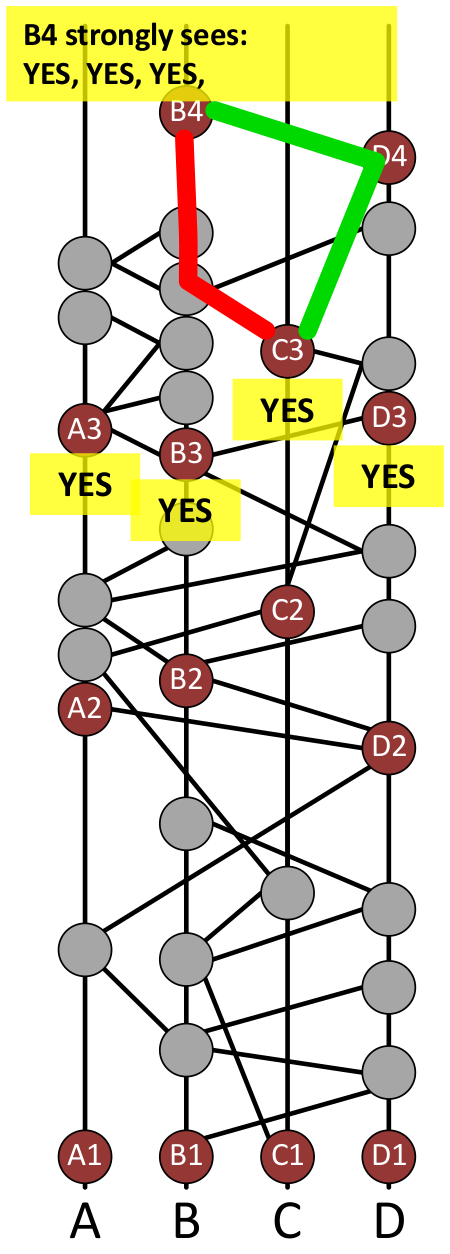 B4 strongly sees:
YES, YES, YES,
B4
D4
C3
YES
A3
D3
B3
YES
YES
YES
C2
B2
A2
D2
A1 B1 C1 D1
A B C D